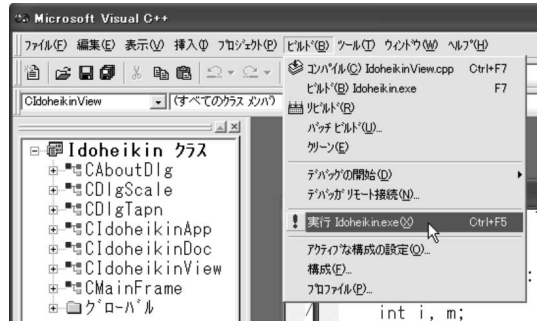 Microsoft Visual C++
ﾌｧｲﾙ(F) 編集(E) 表示(V) 挿入(I) ﾌﾟﾛｼﾞｪｸﾄ(P) ﾋﾞﾙﾄﾞ(B) ﾂｰﾙ(T) ｳｨﾝﾄﾞｳ(W) ﾍﾙﾌﾟ(H)
CIdoheikinView (すべてのｸﾗｽ ﾒﾝﾊﾞ)
Idoheikin クラス
CAboutDlg
CDlgScale
CDlgTapn
CIdoheikinApp
CIdoheikinDoc
CIdoheikinView
CMainFrame
グローバル
ｺﾝﾊﾟｲﾙ(C) IdoheikinView.cpp Ctrl+F7
ﾋﾞﾙﾄﾞ(B) Idoheikin.exe F7
ﾘﾋﾞﾙﾄﾞ(R)
ﾊﾞｯﾁ ﾋﾞﾙﾄﾞ(U)...
ｸﾘｰﾝ(E)
ﾃﾞﾊﾞｯｸﾞの開始(D)
ﾃﾞﾊﾞｯｶﾞ ﾘﾓｰﾄ接続(N)...
実行 Idoheikin.exe(X) Ctrl+F5
ｱｸﾃｨﾌﾞな構成の設定(O)...
構成(F)...
ﾌﾟﾛﾌｧｲﾙ(P)...
int i, m;